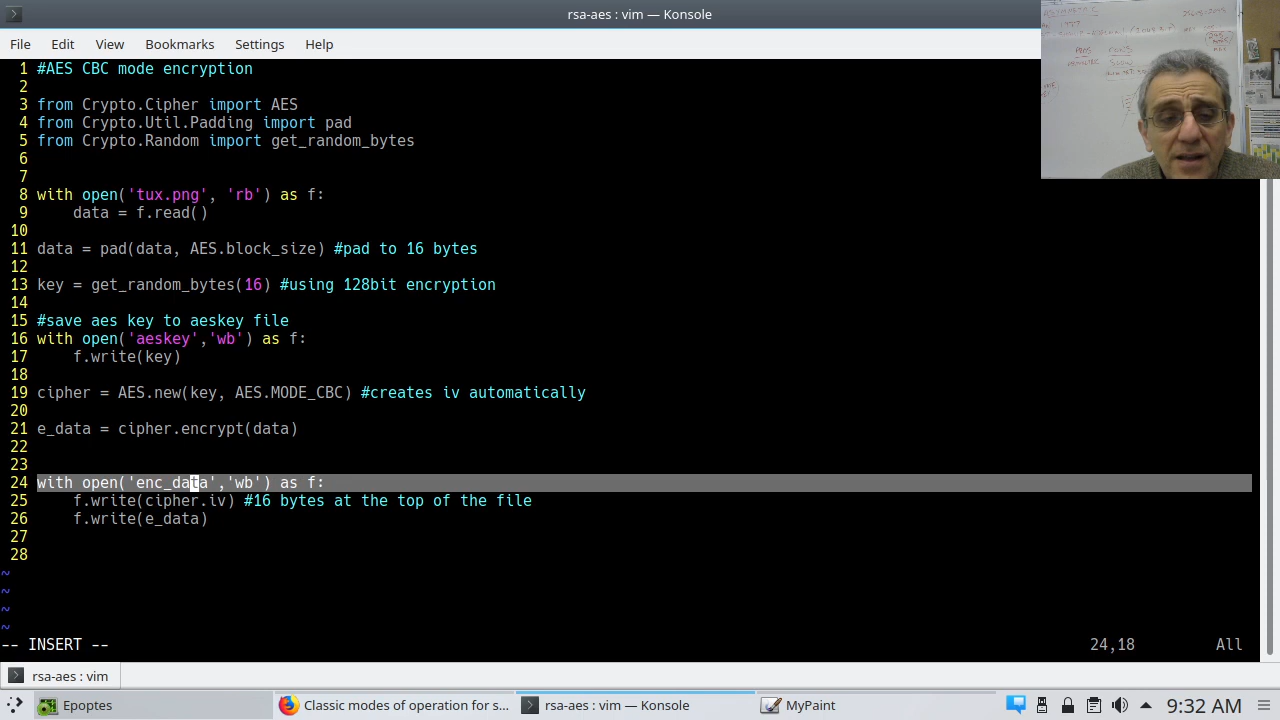 rsa-aes : vim — Konsole
File Edit View Bookmarks Settings Help
1 #AES CBC mode encryption
2
3 from Crypto.Cipher import AES
4 from Crypto.Util.Padding import pad
5 from Crypto.Random import get_random_bytes
6
7
8 with open('tux.png', 'rb') as f:
9 data = f.read()
10
11 data = pad(data, AES.block_size) #pad to 16 bytes
12
13 key = get_random_bytes(16) #using 128bit encryption
14
15 #save aes key to aeskey file
16 with open('aeskey','wb') as f:
17 f.write(key)
18
19 cipher = AES.new(key, AES.MODE_CBC) #creates iv automatically
20
21 e_data = cipher.encrypt(data)
22
23
24 with open('enc_data','wb') as f:
25 f.write(cipher.iv) #16 bytes at the top of the file
26 f.write(e_data)
27
28
~
~
~
~
-- INSERT -- 24,18 All
rsa-aes : vim
Epoptes Classic modes of operation for s... rsa-aes : vim — Konsole MyPaint 9:32 AM